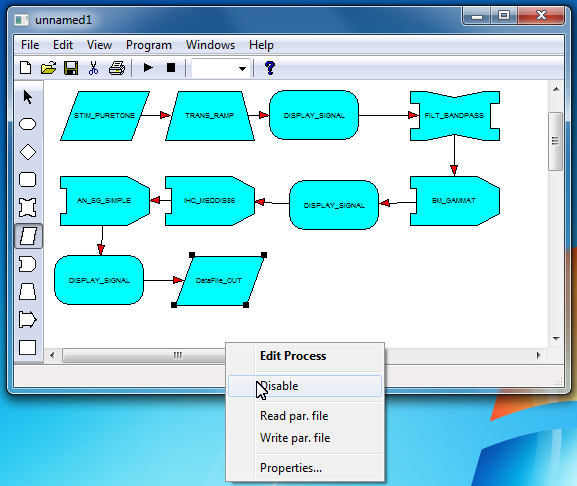 unnamed1
File Edit View Program Windows Help
STIM_PURETONE TRANS_RAMP DISPLAY_SIGNAL FILT_BANDPASS
AN_SG_SIMPLE IHC_MEDDIS86 DISPLAY_SIGNAL BM_GAMMAT
DISPLAY_SIGNAL DataFile_OUT
Edit Process
Disable
Read par. file
Write par. file
Properties...